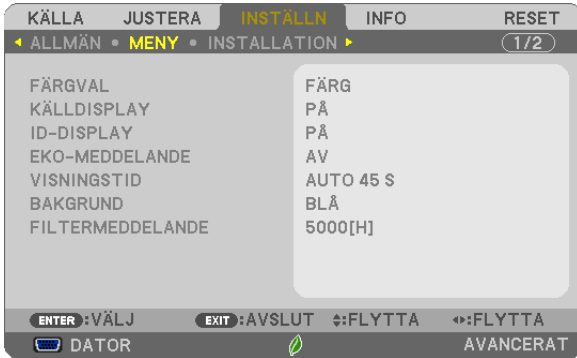 KÄLLA JUSTERA INSTÄLLN INFO RESET
ALLMÄN • MENY • INSTALLATION 1/2
FÄRGVAL FÄRG
KÄLLDISPLAY PÅ
ID-DISPLAY PÅ
EKO-MEDDELANDE AV
VISNINGSTID AUTO 45 S
BAKGRUND BLÅ
FILTERMEDDELANDE 5000[H]
ENTER :VÄLJ EXIT :AVSLUT :FLYTTA :FLYTTA
DATOR AVANCERAT